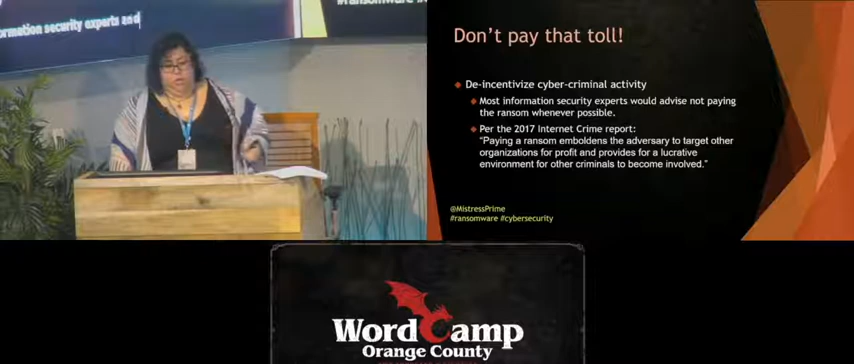 ormation security experts and
#ransomware
Don't pay that toll!
De-incentivize cyber-criminal activity
Most information security experts would advise not paying
the ransom whenever possible.
Per the 2017 Internet Crime report:
"Paying a ransom emboldens the adversary to target other
organizations for profit and provides for a lucrative
environment for other criminals to become involved."
@MistressPrime
#ransomware #cybersecurity
WordCamp
Orange County